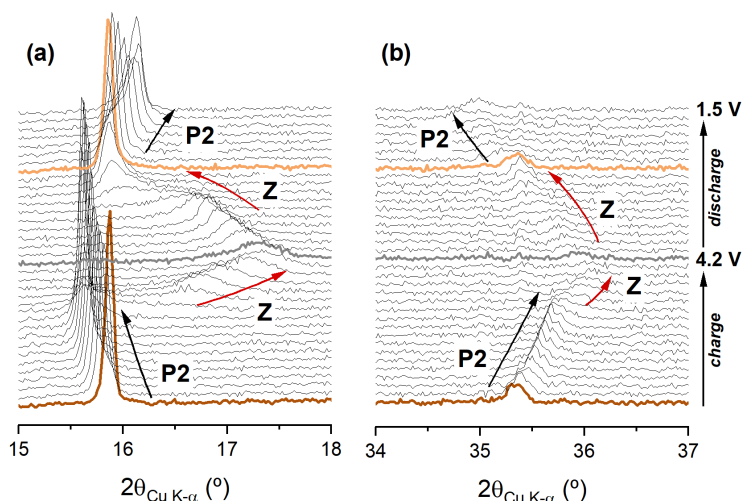 (a)
(b)
P2
Z
Z
P2
P2
Z
Z
P2
1.5 V
discharge
4.2 V
charge
15 16 17 18
34 35 36 37
2θCu K-α (º)
2θCu K-α (º)